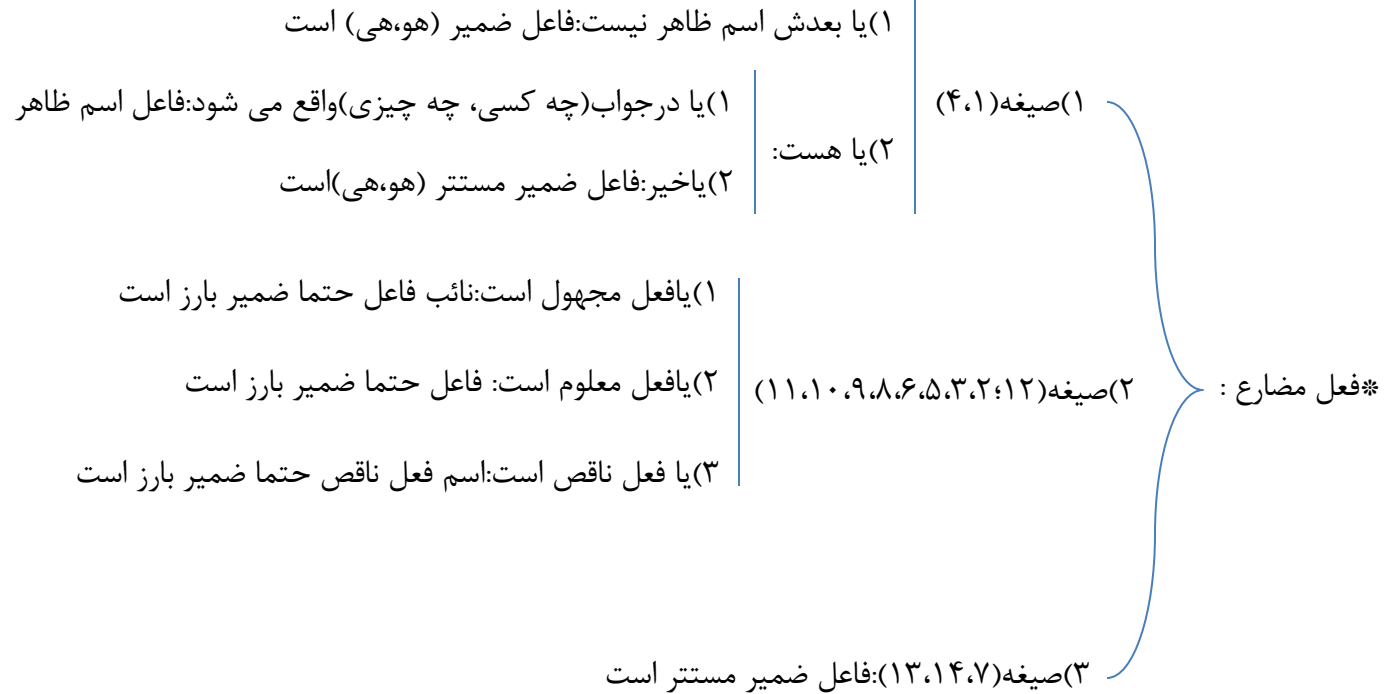 ۱)یا بعدش اسم ظاهر نیست:فاعل ضمیر (هو،هی) است
۱)صیغه(۴،۱)
۱)یا درجواب(چه کسی، چه چیزی)واقع می شود:فاعل اسم ظاهر
۲)یا هست:
۲)یاخیر:فاعل ضمیر مستتر (هو،هی)است
۱)یافعل مجهول است:نائب فاعل حتما ضمیر بارز است
*فعل مضارع :
۲)صیغه(۱۲؛۱۱،۱۰،۹،۸،۶،۵،۳،۲)
۲)یافعل معلوم است: فاعل حتما ضمیر بارز است
۳)یا فعل ناقص است:اسم فعل ناقص حتما ضمیر بارز است
۳)صیغه(۱۳،۱۴،۷):فاعل ضمیر مستتر است